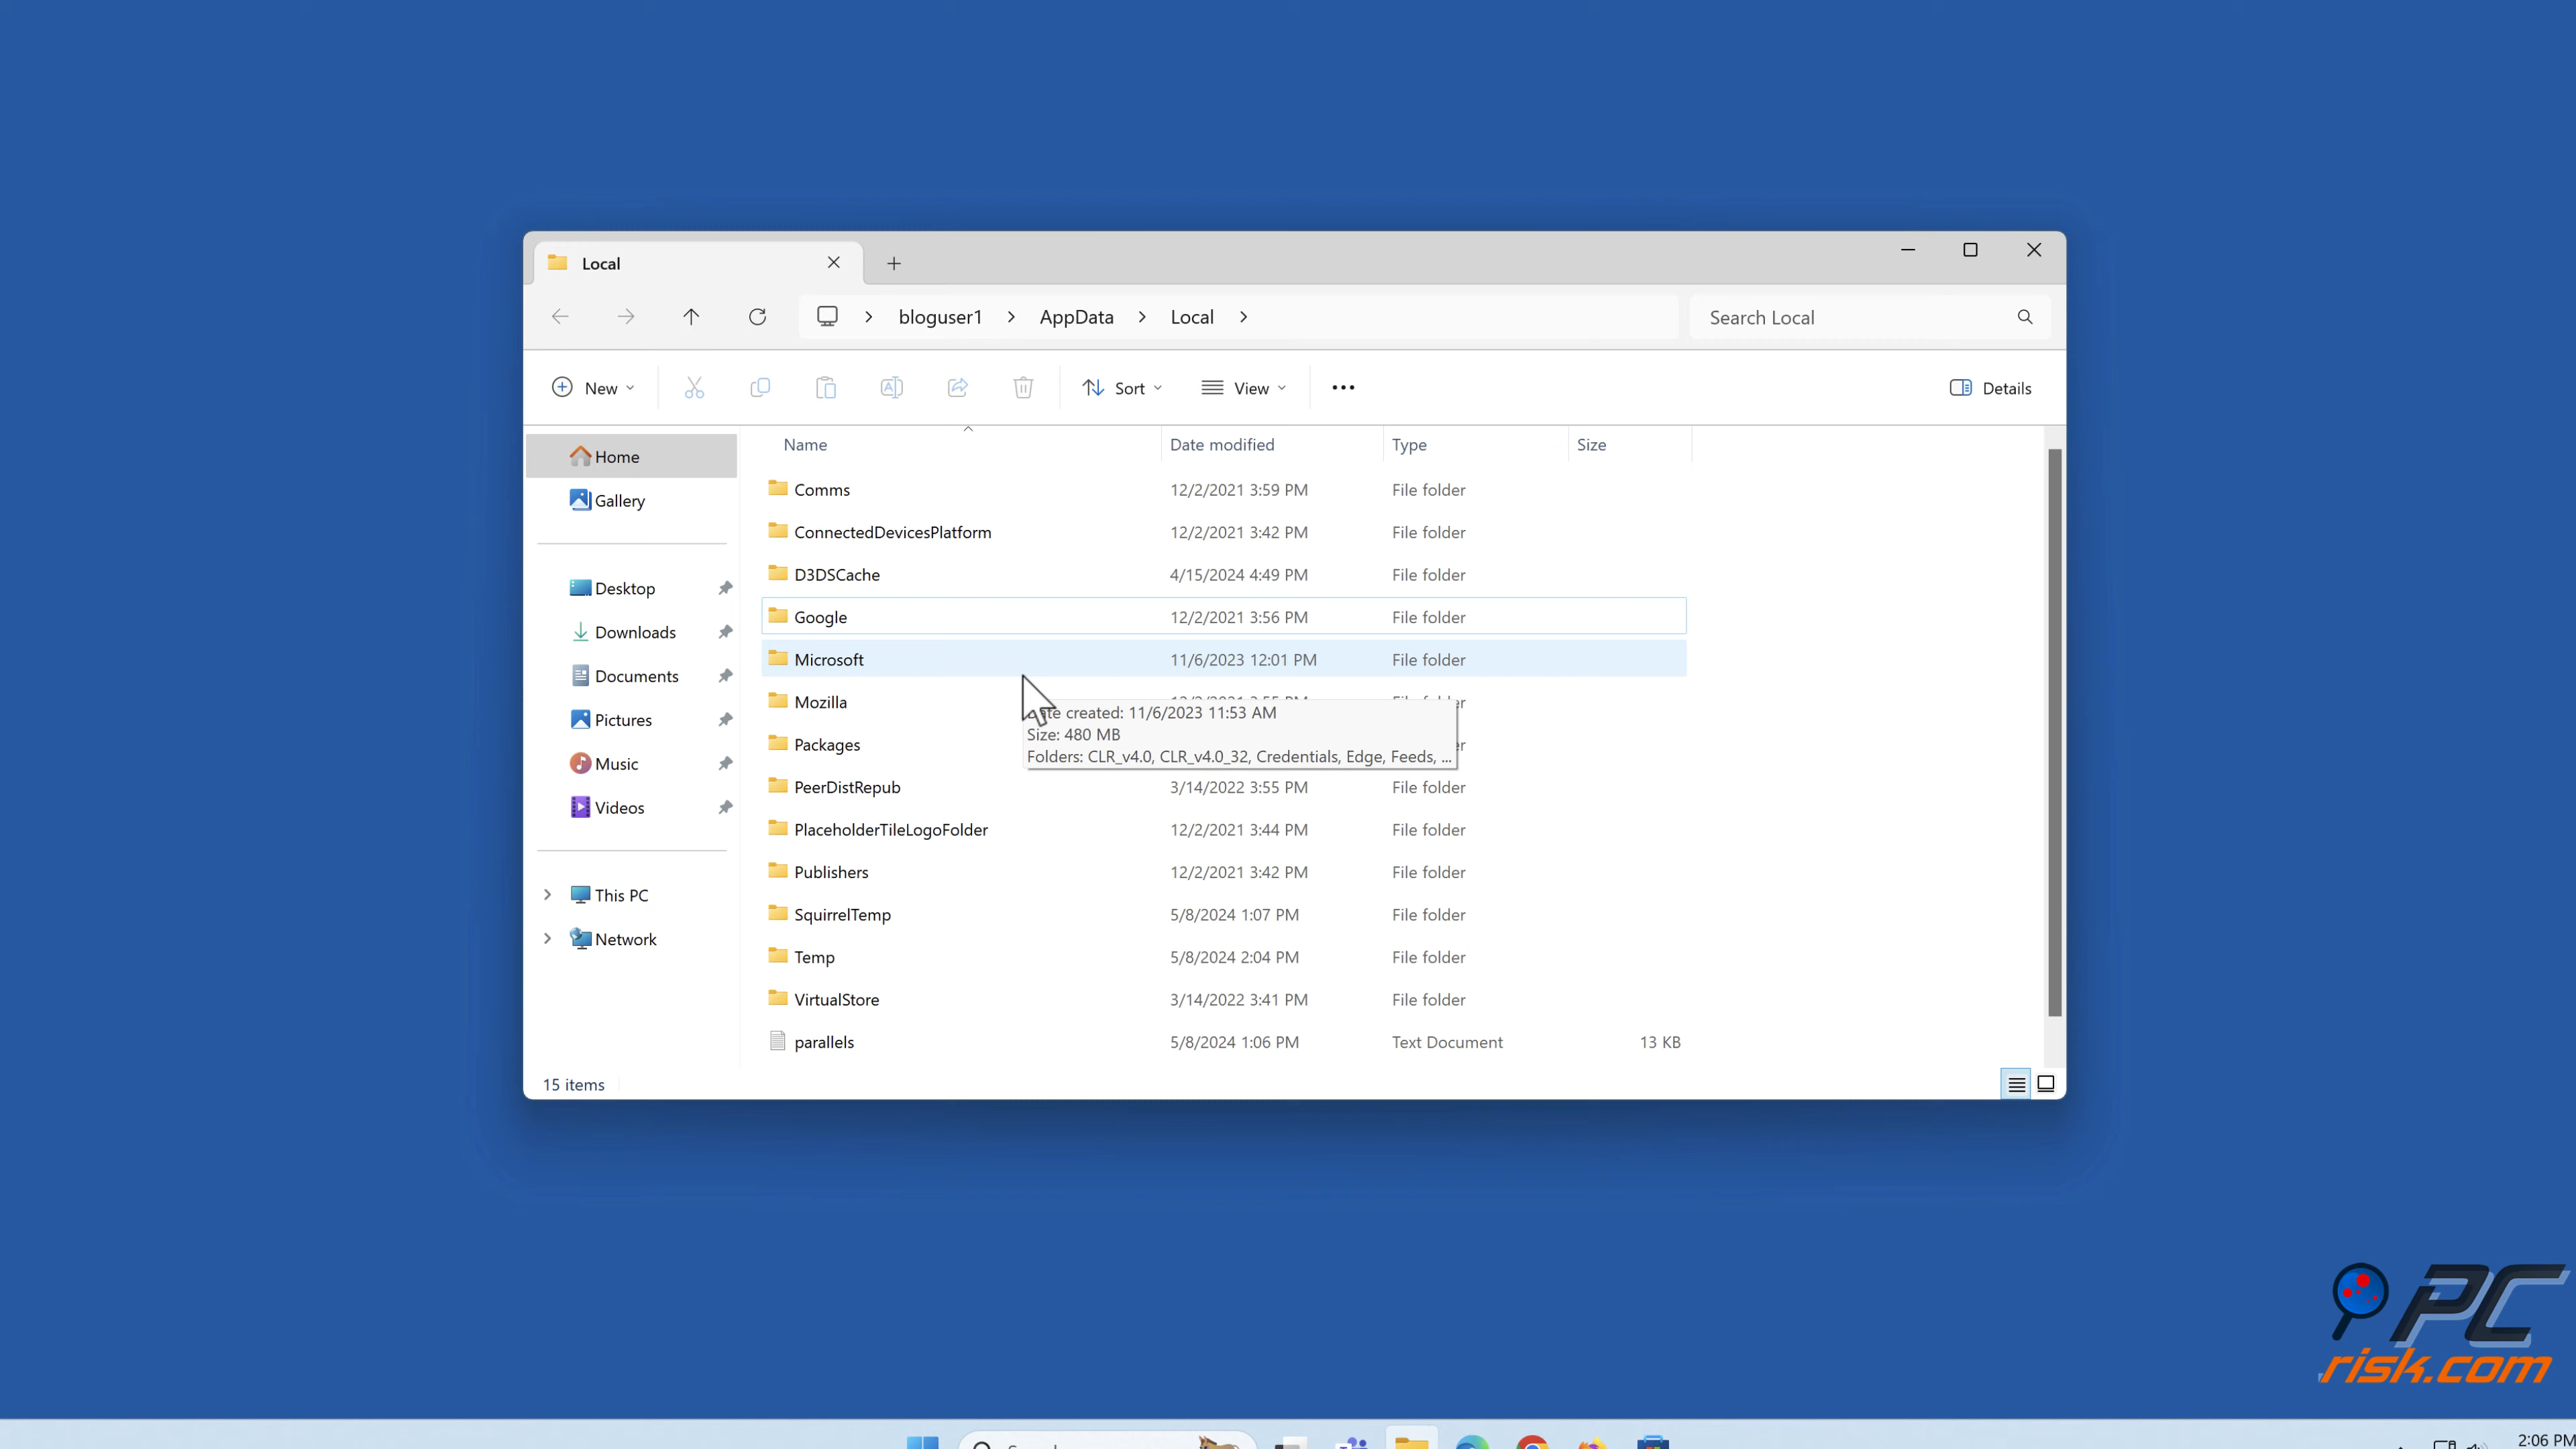 Local
bloguser1 > AppData > Local >
Search Local
New
Sort
View
Details
Name Date modified Type Size
Home
Gallery
Desktop
Downloads
Documents
Pictures
Music
Videos
This PC
Network
Comms 12/2/2021 3:59 PM File folder
ConnectedDevicesPlatform 12/2/2021 3:42 PM File folder
D3DSCache 4/15/2024 4:49 PM File folder
Google 12/2/2021 3:56 PM File folder
Microsoft 11/6/2023 12:01 PM File folder
Mozilla
created: 11/6/2023 11:53 AM
Size: 480 MB
Folders: CLR_v4.0, CLR_v4.0_32, Credentials, Edge, Feeds, ...
Packages
PeerDistRepub 3/14/2022 3:55 PM File folder
PlaceholderTileLogoFolder 12/2/2021 3:44 PM File folder
Publishers 12/2/2021 3:42 PM File folder
SquirrelTemp 5/8/2024 1:07 PM File folder
Temp 5/8/2024 2:04 PM File folder
VirtualStore 3/14/2022 3:41 PM File folder
parallels 5/8/2024 1:06 PM Text Document 13 KB
15 items
PC
risk.com
2:06 PM